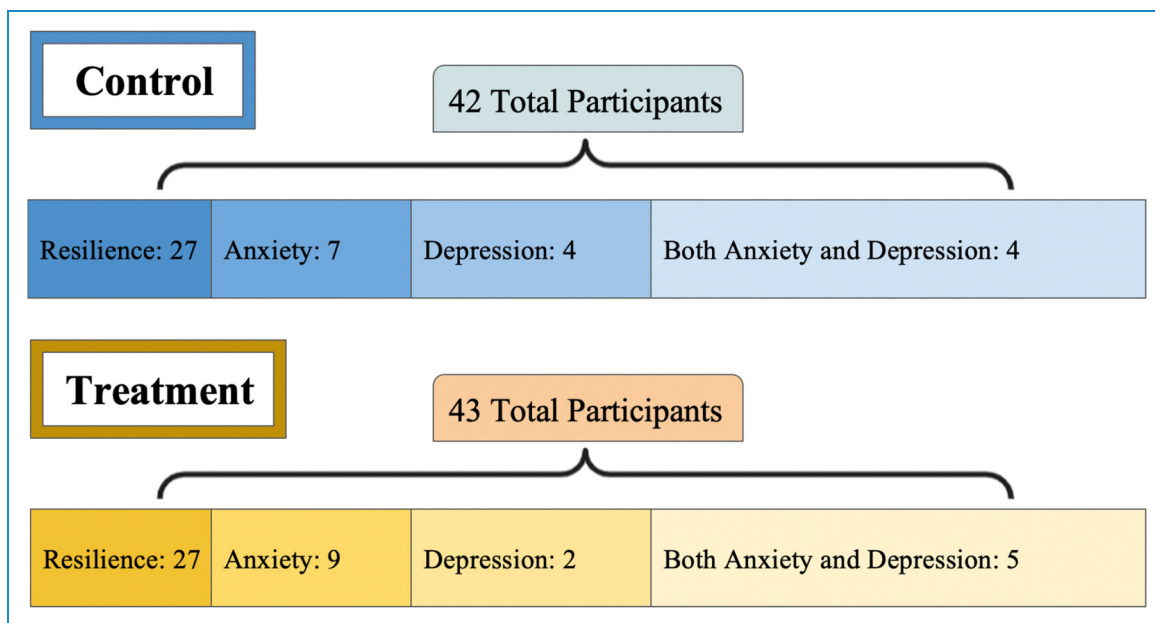 Control
42 Total Participants
Resilience: 27
Anxiety: 7
Depression: 4
Both Anxiety and Depression: 4
Treatment
43 Total Participants
Resilience: 27
Anxiety: 9
Depression: 2
Both Anxiety and Depression: 5